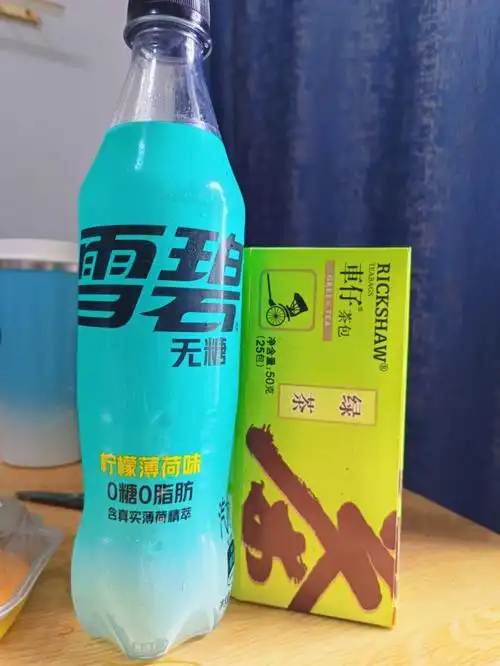 雪碧
无糖
柠檬薄荷味
0糖0脂肪
含真实薄荷精萃
汽
RICKSHAW®
TEABAGS
車仔®茶包
GREEN TEA
净含量:50克
(25包)
绿茶
茶